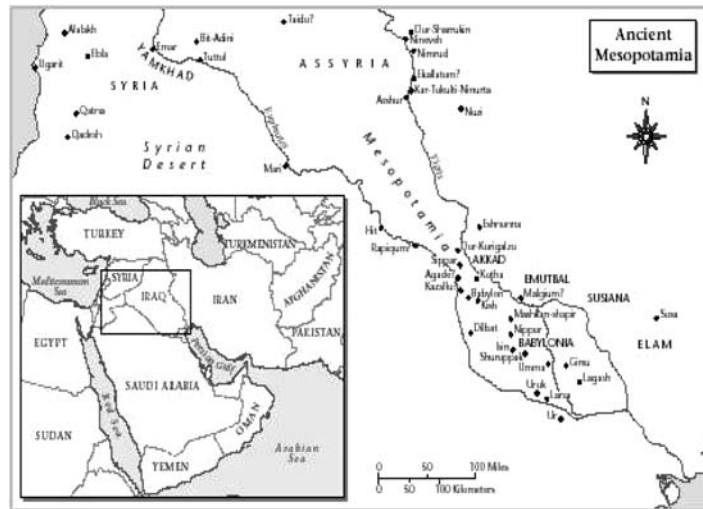 Ancient
Mesopotamia
N
Alalakh
Ebla
Ugarit
Qatna
Qadesh
SYRIA
YAMKHAD
Emar
Bit-Adini
Tuttul
Taidu?
ASSYRIA
Dur-Sharrukin
Nineveh
Nimrud
Ekallatum?
Kar-Tukulti-Ninurta
Asshur
Nuzi
Syrian
Desert
Euphrates
Mari
Mesopotamia
Tigris
Hit
Rapiqum?
Eshnunna
Dur-Kurigalzu
Sippar
AKKAD
Agade?
Kutha
Kazallu
Babylon
Kish
EMUTBAL
Malgium?
SUSIANA
Susa
ELAM
Dilbat
Mashkan-shapir
Nippur
Isin
BABYLONIA
Shuruppak
Umma
Girsu
Lagash
Uruk
Larsa
Ur
50 0 50 100 Miles
50 0 100 Kilometers
Black Sea
TURKEY
TURKMENISTAN
AFGHANISTAN
Mediterranean
Sea
SYRIA
IRAQ
IRAN
PAKISTAN
EGYPT
Persian Gulf
SAUDI ARABIA
Red Sea
OMAN
SUDAN
YEMEN
Arabian
Sea